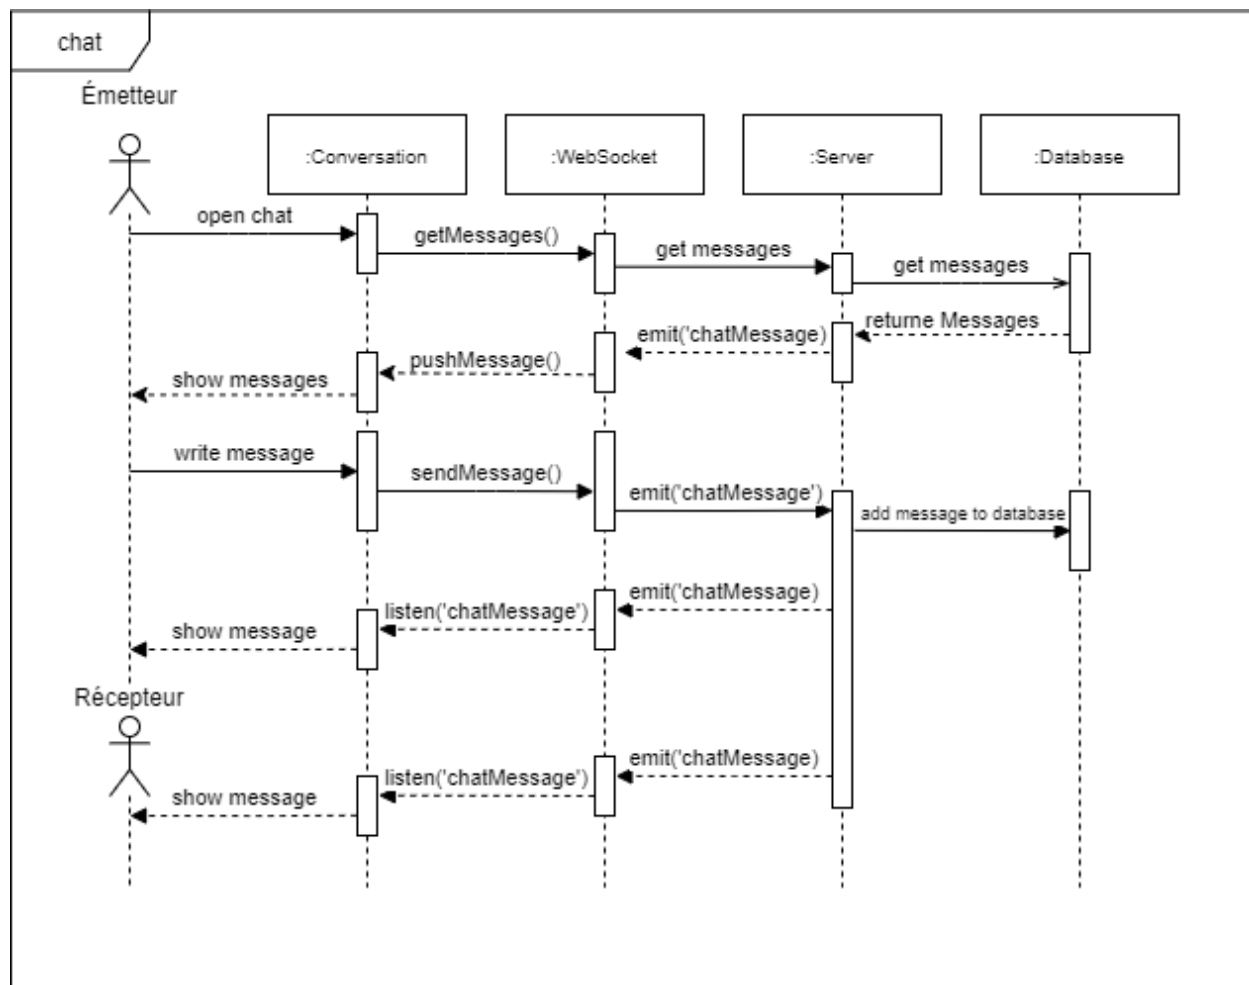 chat
Émetteur
:Conversation
:WebSocket
:Server
:Database
open chat
getMessages()
get messages
get messages
returne Messages
emit('chatMessage)
pushMessage()
show messages
write message
sendMessage()
emit('chatMessage')
add message to database
emit('chatMessage)
listen('chatMessage')
show message
Récepteur
emit('chatMessage)
listen('chatMessage')
show message